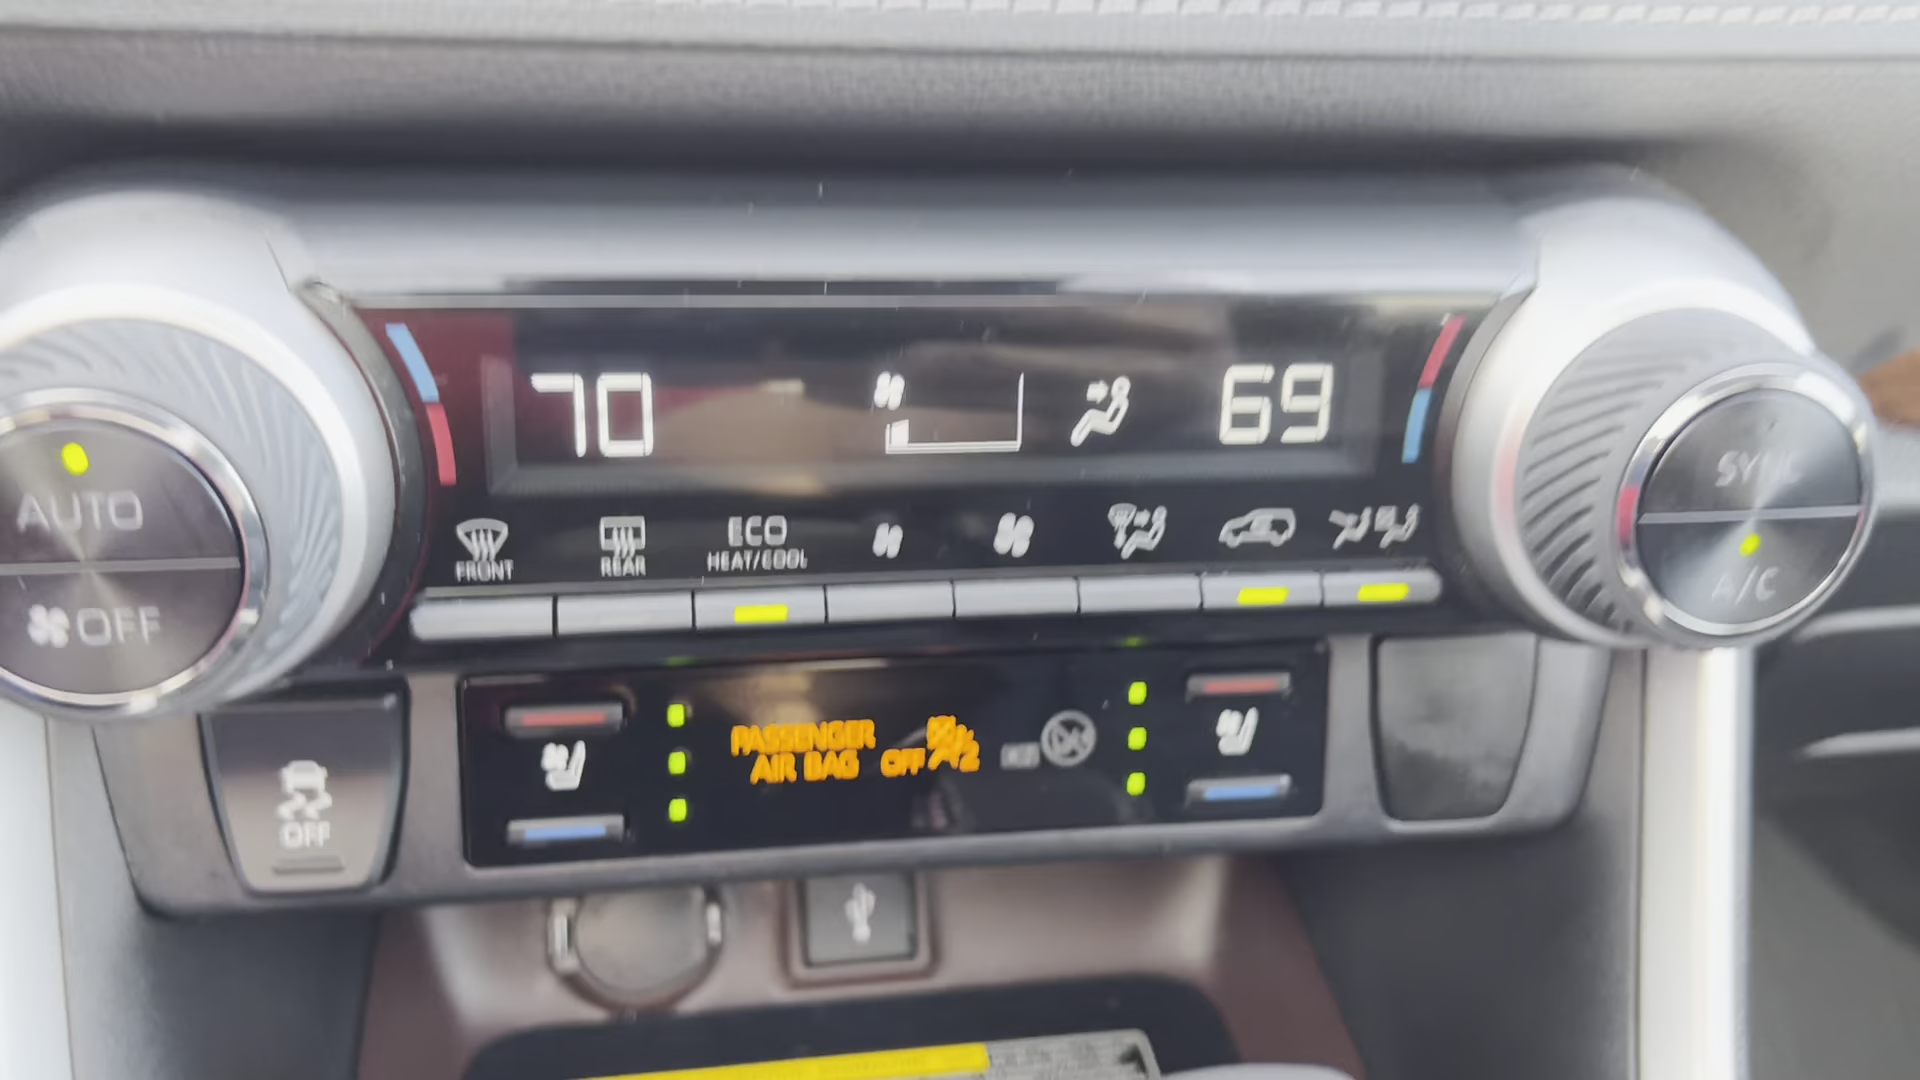 70
69
AUTO
OFF
SYNC
A/C
FRONT
REAR
ECO
HEAT/COOL
PASSENGER
AIR BAG OFF
OFF